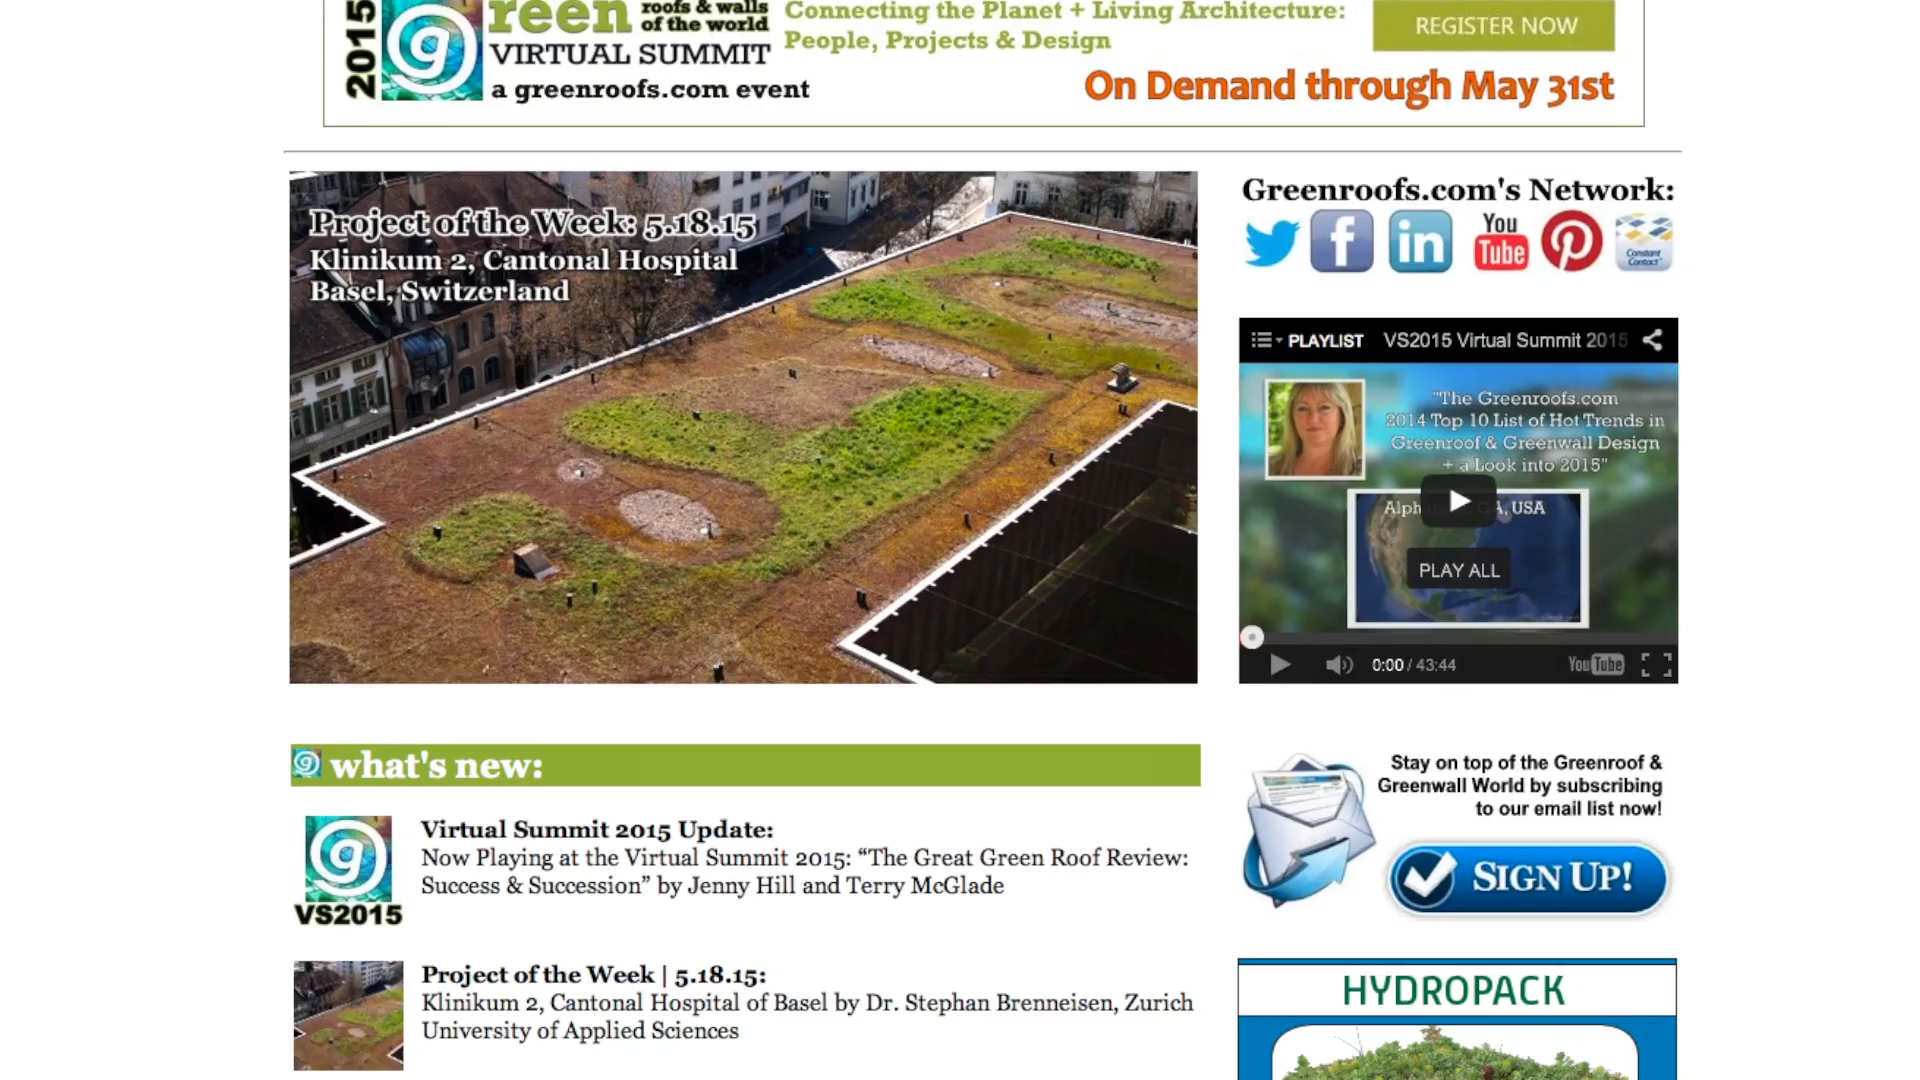 2015
green
roofs & walls
of the world
VIRTUAL SUMMIT
a greenroofs.com event
Connecting the Planet + Living Architecture:
People, Projects & Design
REGISTER NOW
On Demand through May 31st
Project of the Week: 5.18.15
Klinikum 2, Cantonal Hospital
Basel, Switzerland
Greenroofs.com's Network:
f
in
You
Tube
Constant
Contact
PLAYLIST VS2015 Virtual Summit 2015
"The Greenroofs.com
2014 Top 10 List of Hot Trends in
Greenroof & Greenwall Design
+ a Look into 2015"
A, USA
PLAY ALL
0:00 / 43:44
YouTube
g what's new:
g
VS2015
Virtual Summit 2015 Update:
Now Playing at the Virtual Summit 2015: “The Great Green Roof Review:
Success & Succession” by Jenny Hill and Terry McGlade
Project of the Week | 5.18.15:
Klinikum 2, Cantonal Hospital of Basel by Dr. Stephan Brenneisen, Zurich
University of Applied Sciences
Stay on top of the Greenroof &
Greenwall World by subscribing
to our email list now!
SIGN UP!
HYDROPACK